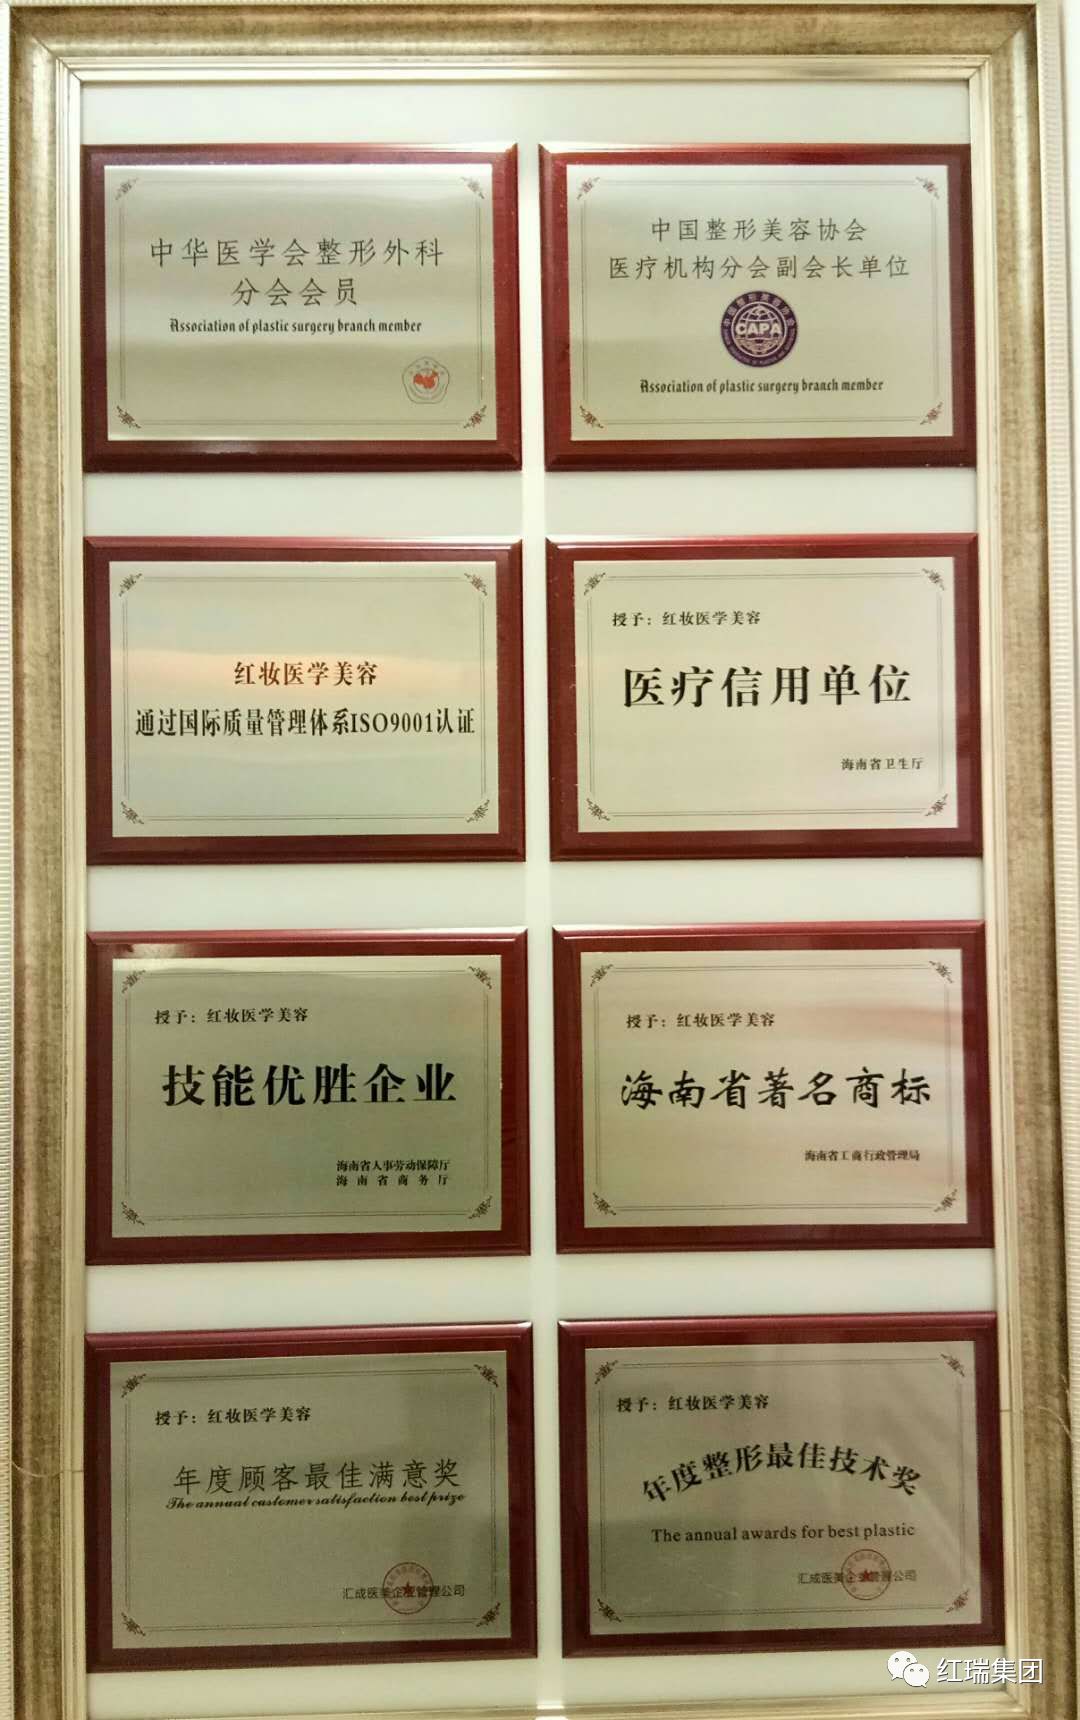 中华医学会整形外科
分会会员
Association of plastic surgery branch member
中国整形美容协会
医疗机构分会副会长单位
CAPA
Association of plastic surgery branch member
红妆医学美容
通过国际质量管理体系ISO9001认证
授予：红妆医学美容
医疗信用单位
海南省卫生厅
授予：红妆医学美容
技能优胜企业
海南省人事劳动保障厅
海南省商务厅
授予：红妆医学美容
海南省著名商标
海南省工商行政管理局
授予：红妆医学美容
年度顾客最佳满意奖
The annual customer satisfaction best prize
汇成医美企业管理公司
授予：红妆医学美容
年度整形最佳技术奖
The annual awards for best plastic
汇成医美企业管理公司
红瑞集团